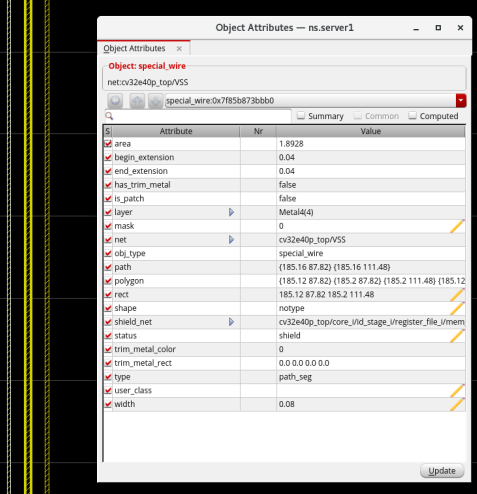 Object Attributes — ns.server1
Object Attributes
Object: special_wire
net:cv32e40p_top/VSS
special_wire:0x7f85b873bbb0
Summary Common Computed
S Attribute Nr Value
area 1.8928
begin_extension 0.04
end_extension 0.04
has_trim_metal false
is_patch false
layer Metal4(4)
mask 0
net cv32e40p_top/VSS
obj_type special_wire
path {185.16 87.82} {185.16 111.48}
polygon {185.12 87.82} {185.2 87.82} {185.2 111.48} {185.12
rect 185.12 87.82 185.2 111.48
shape notype
shield_net cv32e40p_top/core_i/id_stage_i/register_file_i/mem
status shield
trim_metal_color 0
trim_metal_rect 0.0 0.0 0.0 0.0
type path_seg
user_class
width 0.08
Update